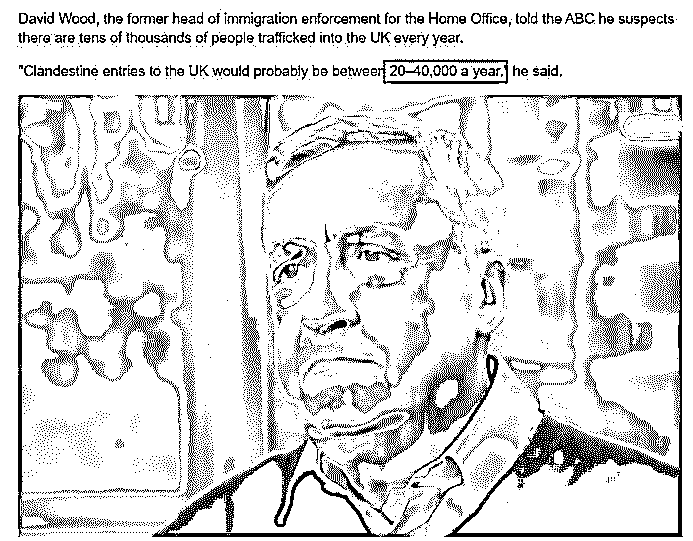 David Wood, the former head of immigration enforcement for the Home Office, told the ABC he suspects
there are tens of thousands of people trafficked into the UK every year.
"Clandestine entries to the UK would probably be between 20–40,000 a year," he said.